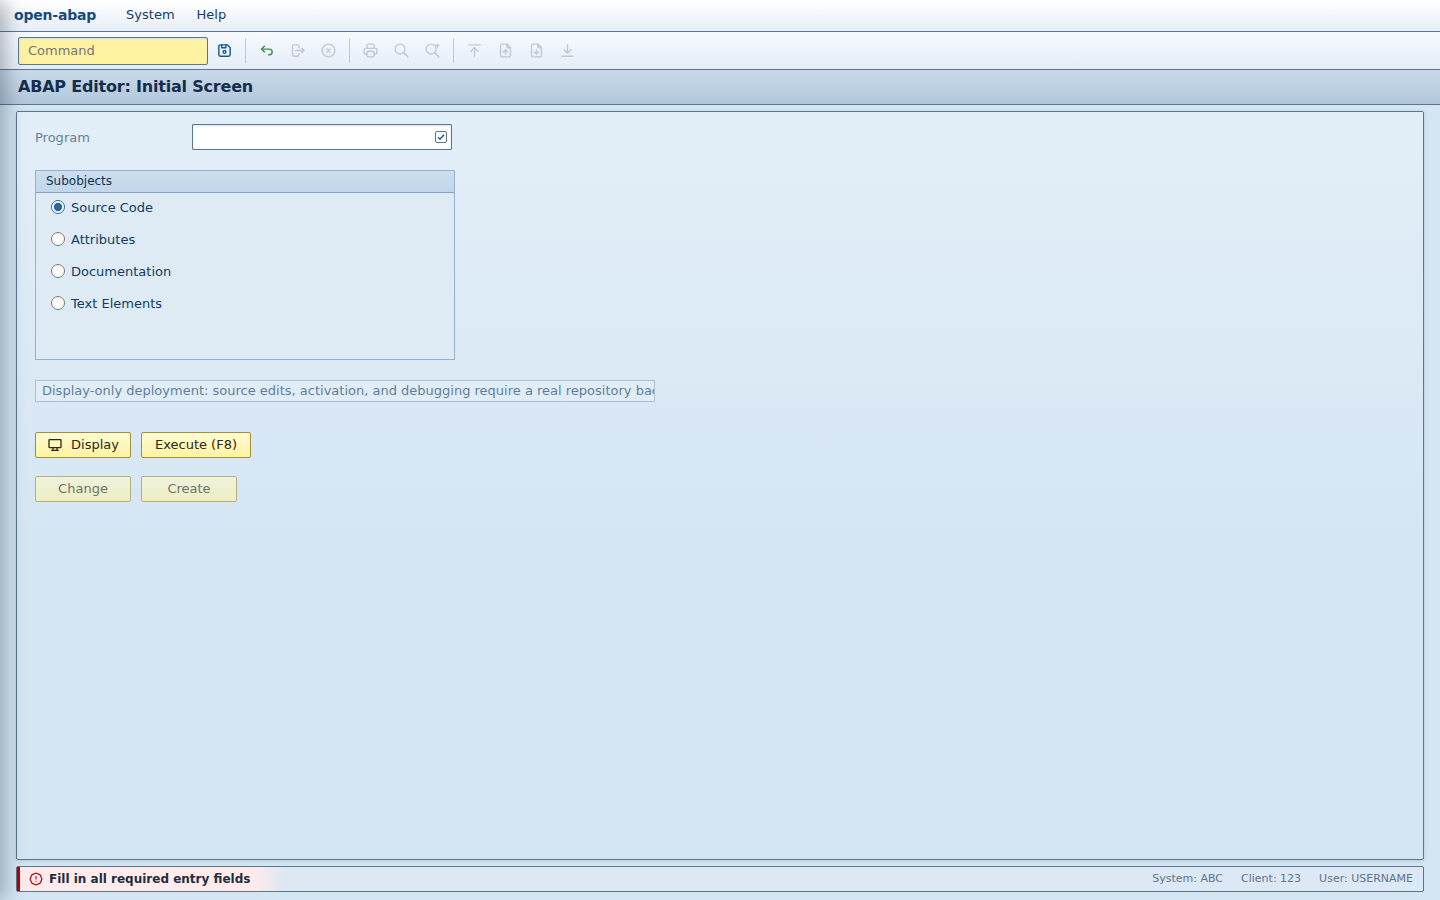 open-abap System Help
Command
ABAP Editor: Initial Screen
Program
Subobjects
Source Code
Attributes
Documentation
Text Elements
Display-only deployment: source edits, activation, and debugging require a real repository
Display Execute (F8)
Change Create
Fill in all required entry fields System: ABC Client: 123 User: USERNAME